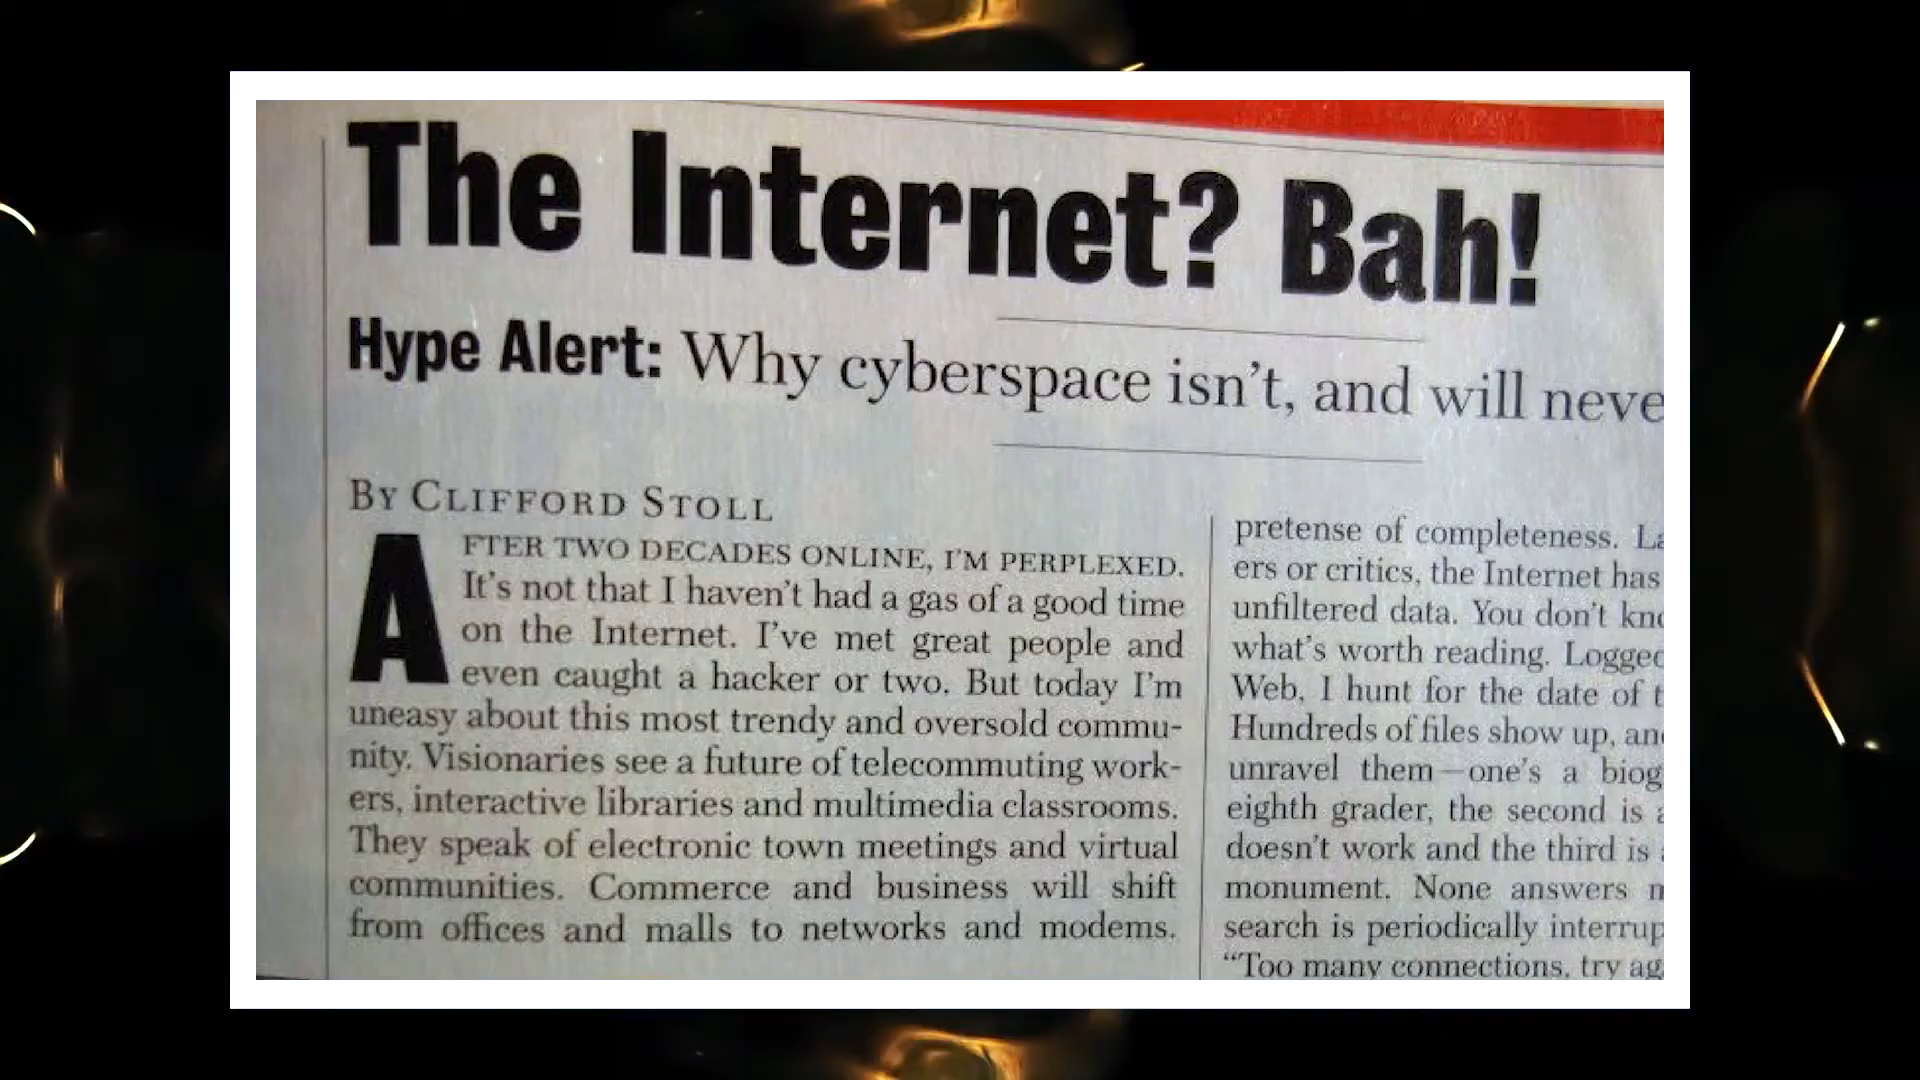 The Internet? Bah!
Hype Alert: Why cyberspace isn't, and will
By Clifford Stoll
AFTER TWO DECADES ONLINE, I'M PERPLEXED.
It's not that I haven't had a gas of a good time
on the Internet. I've met great people and
even caught a hacker or two. But today I'm
uneasy about this most trendy and oversold commu-
nity. Visionaries see a future of telecommuting work-
ers, interactive libraries and multimedia classrooms.
They speak of electronic town meetings and virtual
communities. Commerce and business will shift
from offices and malls to networks and modems.
pretense of completeness.
ers or critics, the Internet has
unfiltered data. You don't
what's worth reading.
Web, I hunt for the date of
Hundreds of files show up,
unravel them—one's a
eighth grader, the second is
doesn't work and the third is
monument. None answers
search is periodically
"Too many connections, try